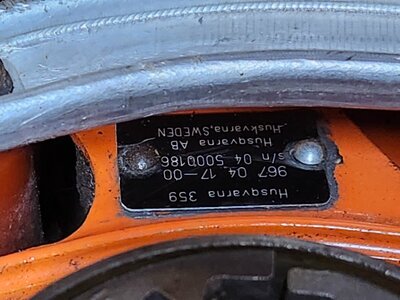 Husqvarna 359
967 04 17-00
s/n 04 5000186
Husqvarna AB
Huskvarna, SWEDEN